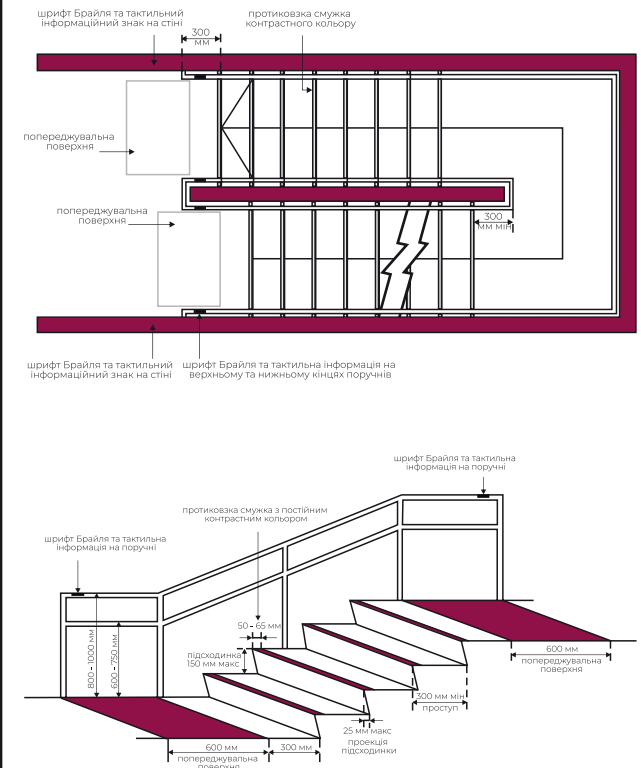 шрифт Брайля та тактильний
інформаційний знак на стіні
протиковзка смужка
контрастного кольору
300
мм
попереджувальна
поверхня
попереджувальна
поверхня
300
мм мін
шрифт Брайля та тактильний
інформаційний знак на стіні
шрифт Брайля та тактильна інформація на
верхньому та нижньому кінцях поручнів
шрифт Брайля та тактильна
інформація на поручні
протиковзка смужка з постійним
контрастним кольором
шрифт Брайля та тактильна
інформація на поручні
50 - 65 мм
підсходинка
150 мм макс
800 - 1000 мм
600 - 750 мм
600 мм
попереджувальна
поверхня
300 мм мін
проступ
25 мм макс
проекція
підсходинки
600 мм
попереджувальна
поверхня
300 мм